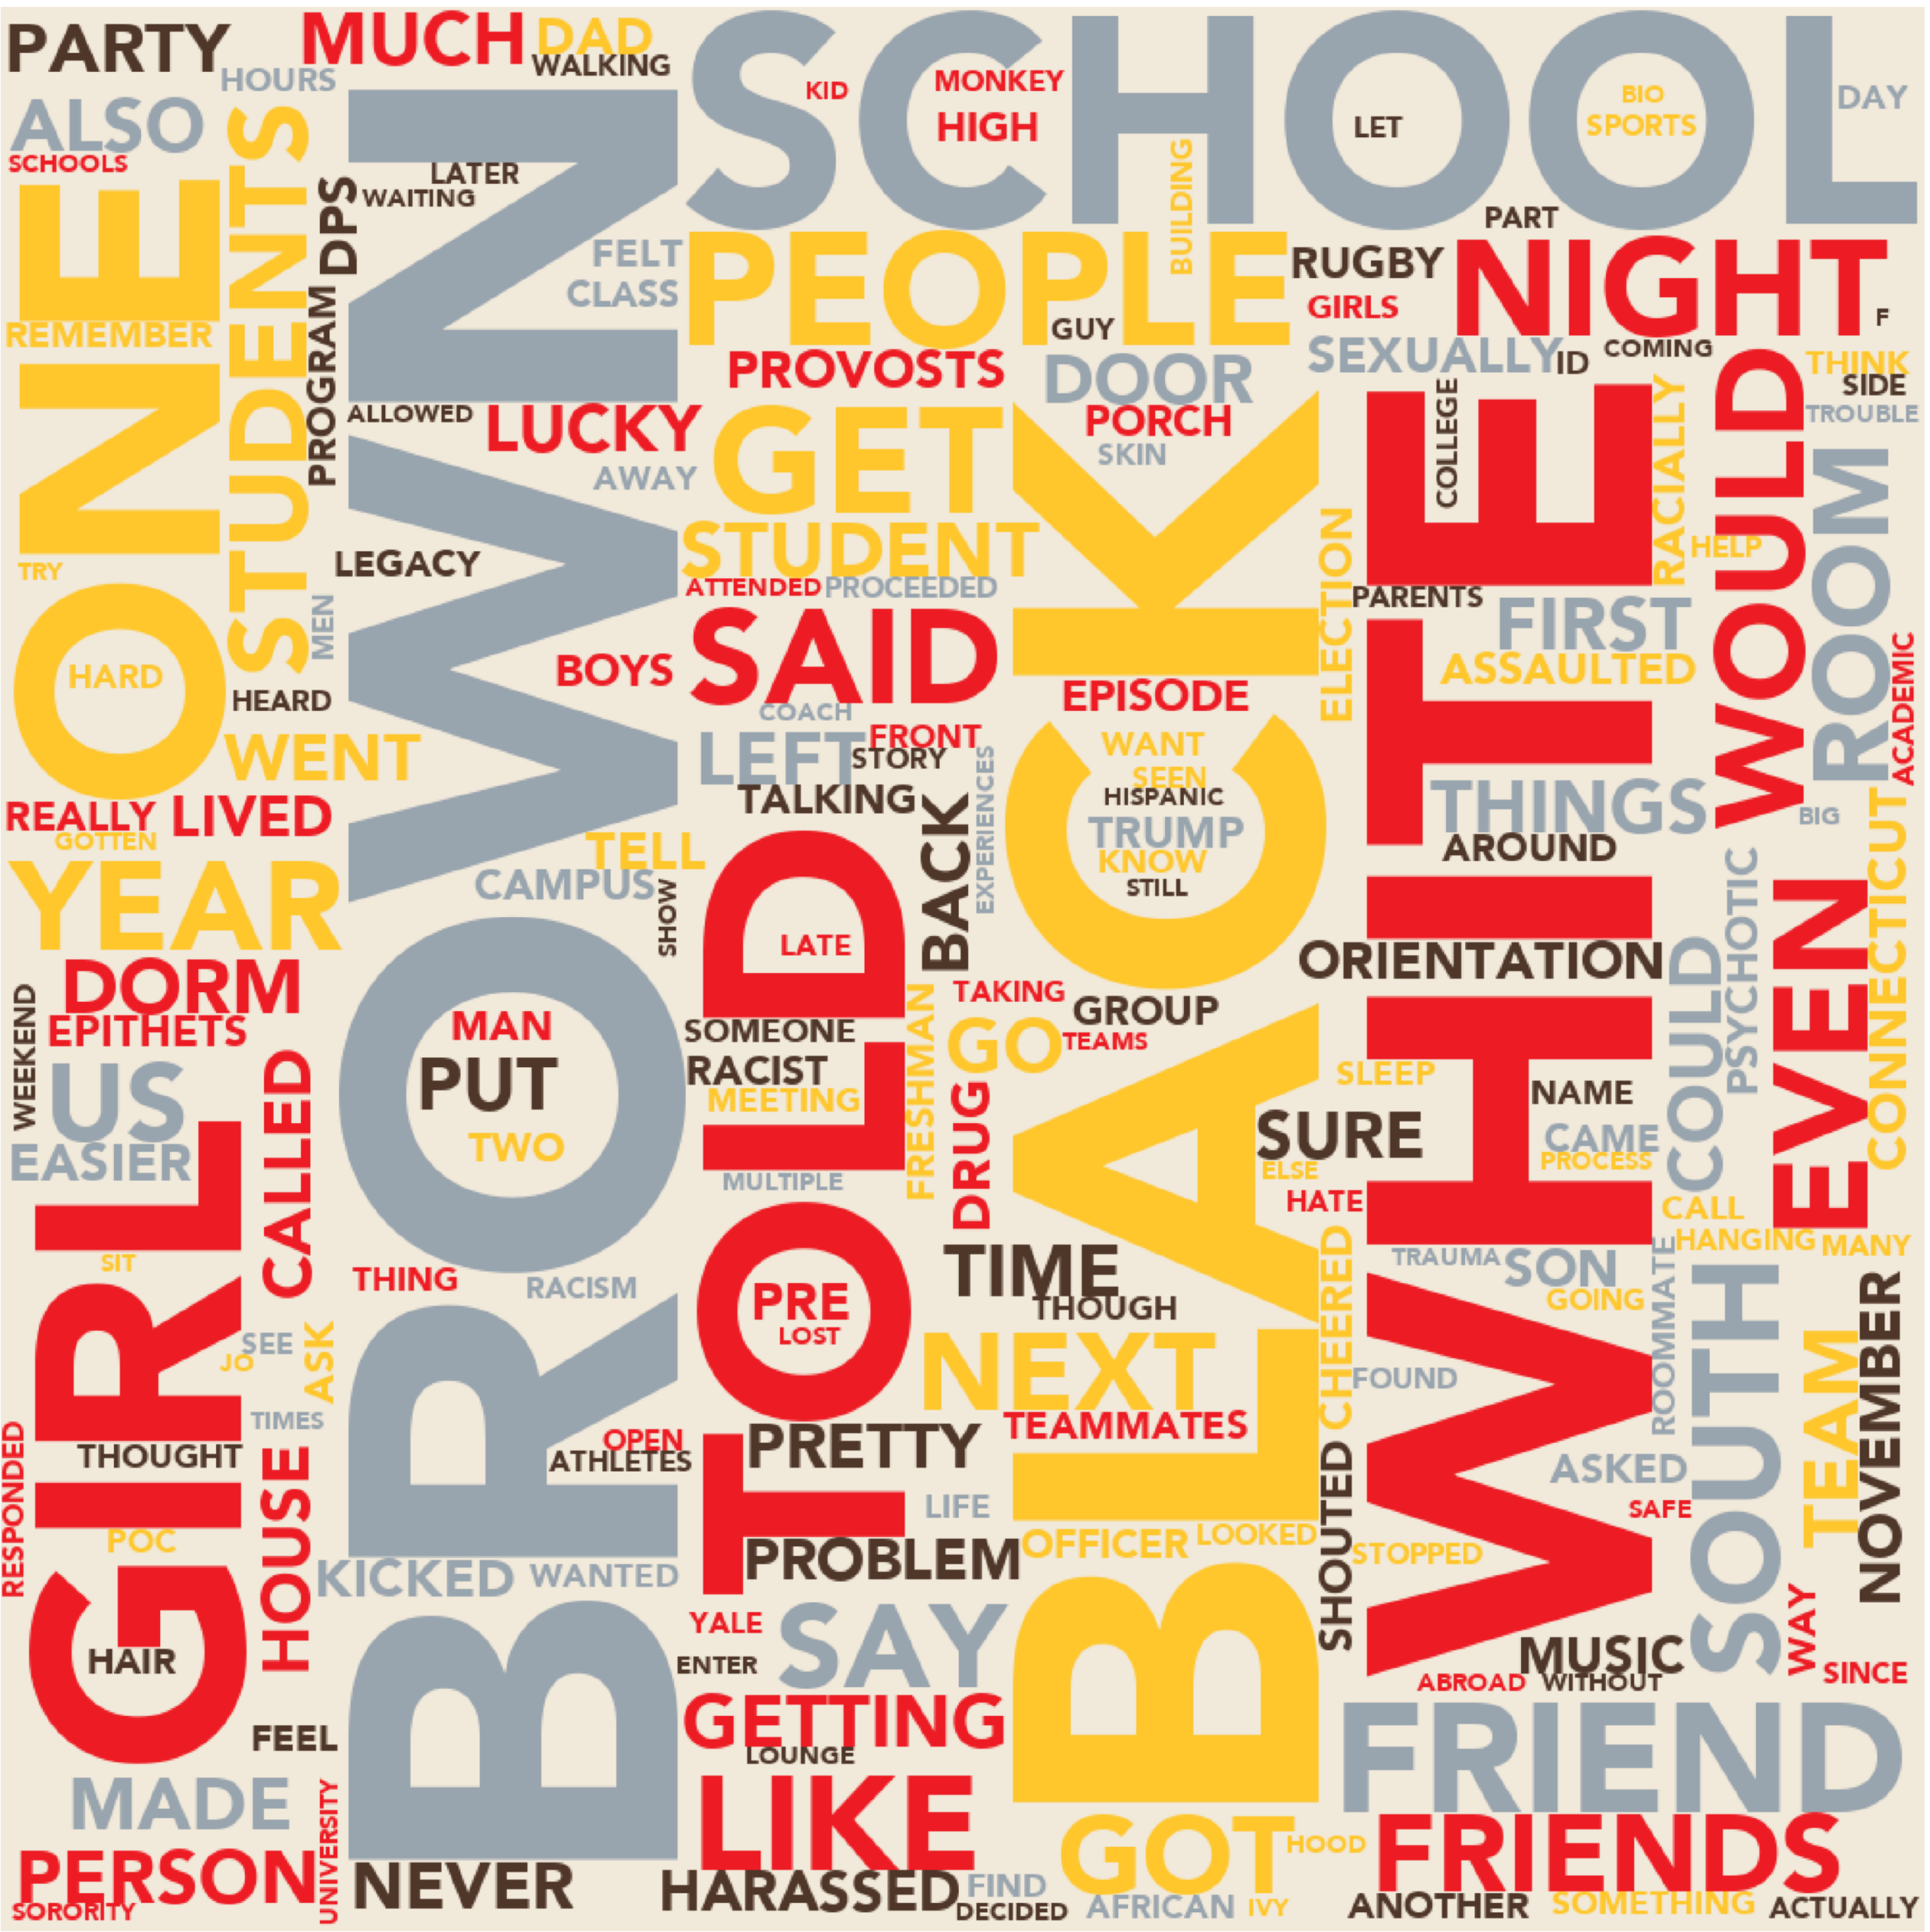 PARTY
MUCH
DAD
WALKING
SCHOOL
HOURS
KID
MONKEY
HIGH
LET
BIO
SPORTS
DAY
ALSO
SCHOOLS
STUDENTS
DPS
PROGRAM
LATER
WAITING
BUILDING
PART
ONE
REMEMBER
BROWN
FELT
CLASS
PEOPLE
GUY
RUGBY
GIRLS
NIGHT
F
PROVOSTS
DOOR
SEXUALLY
ID
COMING
THINK
SIDE
TROUBLE
ALLOWED
LUCKY
AWAY
GET
PORCH
SKIN
COLLEGE
RACIALLY
WOULD
HELP
ROOM
TRY
LEGACY
STUDENT
ATTENDED
PROCEEDED
BLACK
ELECTION
WHITE
PARENTS
FIRST
ASSAULTED
ACADEMIC
HARD
MEN
HEARD
BOYS
SAID
COACH
EPISODE
WENT
LEFT
FRONT
STORY
TALKING
EXPERIENCES
BACK
WANT
SEEN
HISPANIC
TRUMP
KNOW
STILL
THINGS
AROUND
BIG
REALLY
LIVED
GOTTEN
TELL
CAMPUS
SHOW
YEAR
TOLD
LATE
ORIENTATION
COULD
PSYCHOTIC
EVEN
CONNECTICUT
DORM
EPITHETS
WEEKEND
MAN
PUT
TWO
SOMEONE
RACIST
MEETING
FRESHMAN
TAKING
GROUP
GO
TEAMS
DRUG
SLEEP
NAME
US
EASIER
CALLED
MULTIPLE
SURE
ELSE
HATE
CAME
PROCESS
CALL
HANGING
MANY
GIRL
SIT
THING
RACISM
PRE
LOST
TIME
THOUGH
CHEERED
TRAUMA
SON
GOING
ROOMMATE
SOUTH
SEE
JO
ASK
TIMES
NEXT
TEAMMATES
FOUND
TEAM
NOVEMBER
RESPONDED
THOUGHT
HOUSE
OPEN
ATHLETES
PRETTY
LIFE
SHOUTED
ASKED
SAFE
POC
KICKED
WANTED
PROBLEM
OFFICER
LOOKED
STOPPED
HAIR
YALE
SAY
ENTER
MUSIC
WITHOUT
ABROAD
WAY
SINCE
FEEL
GETTING
LOUNGE
FRIEND
MADE
UNIVERSITY
LIKE
GOT
HOOD
FRIENDS
PERSON
SORORITY
NEVER
HARASSED
FIND
DECIDED
AFRICAN
IVY
ANOTHER
SOMETHING
ACTUALLY